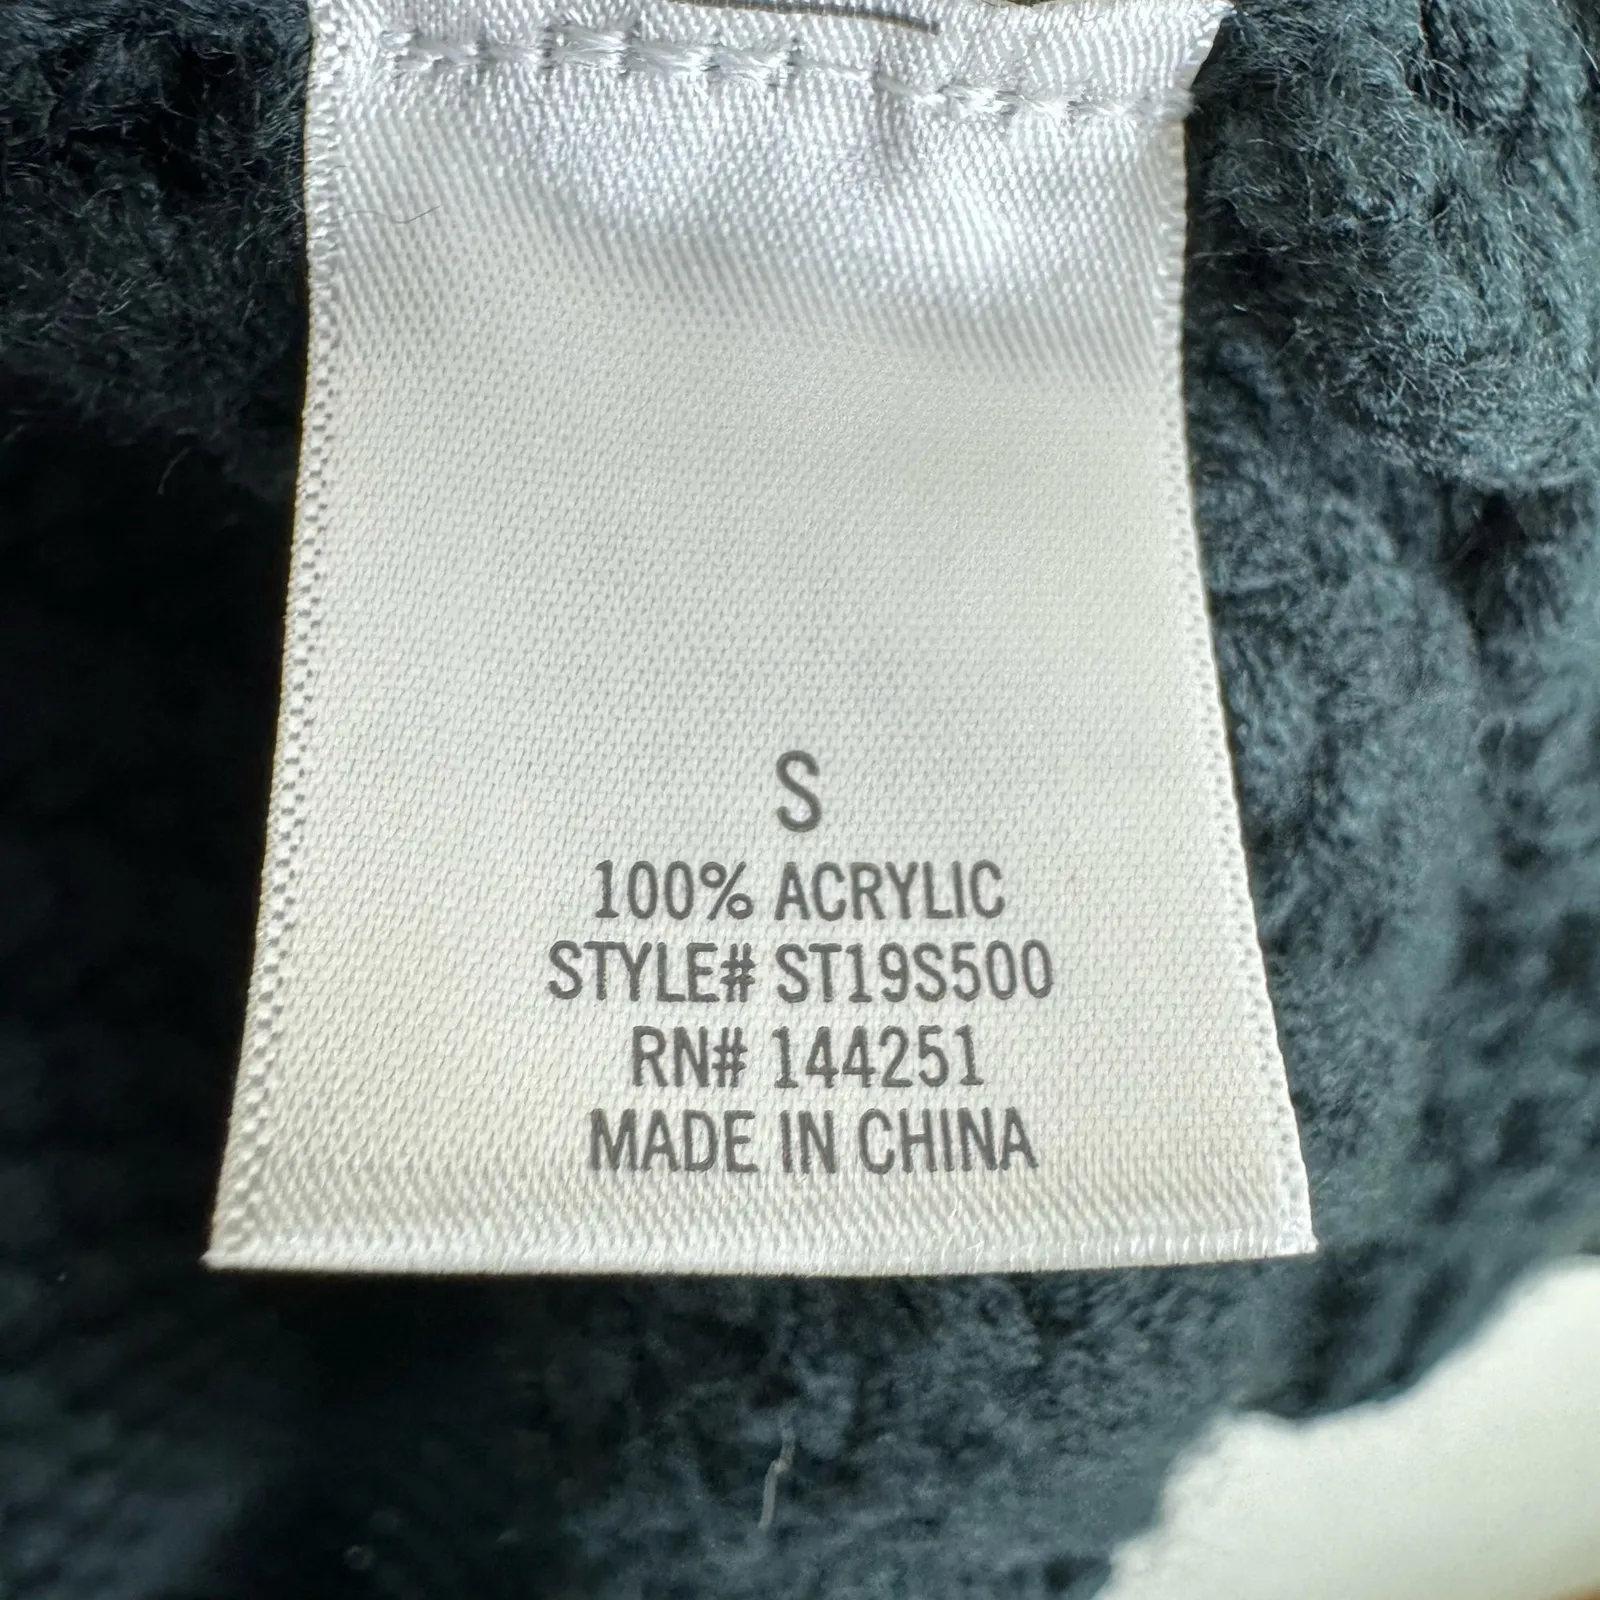 S
100% ACRYLIC
STYLE# ST19S500
RN# 144251
MADE IN CHINA